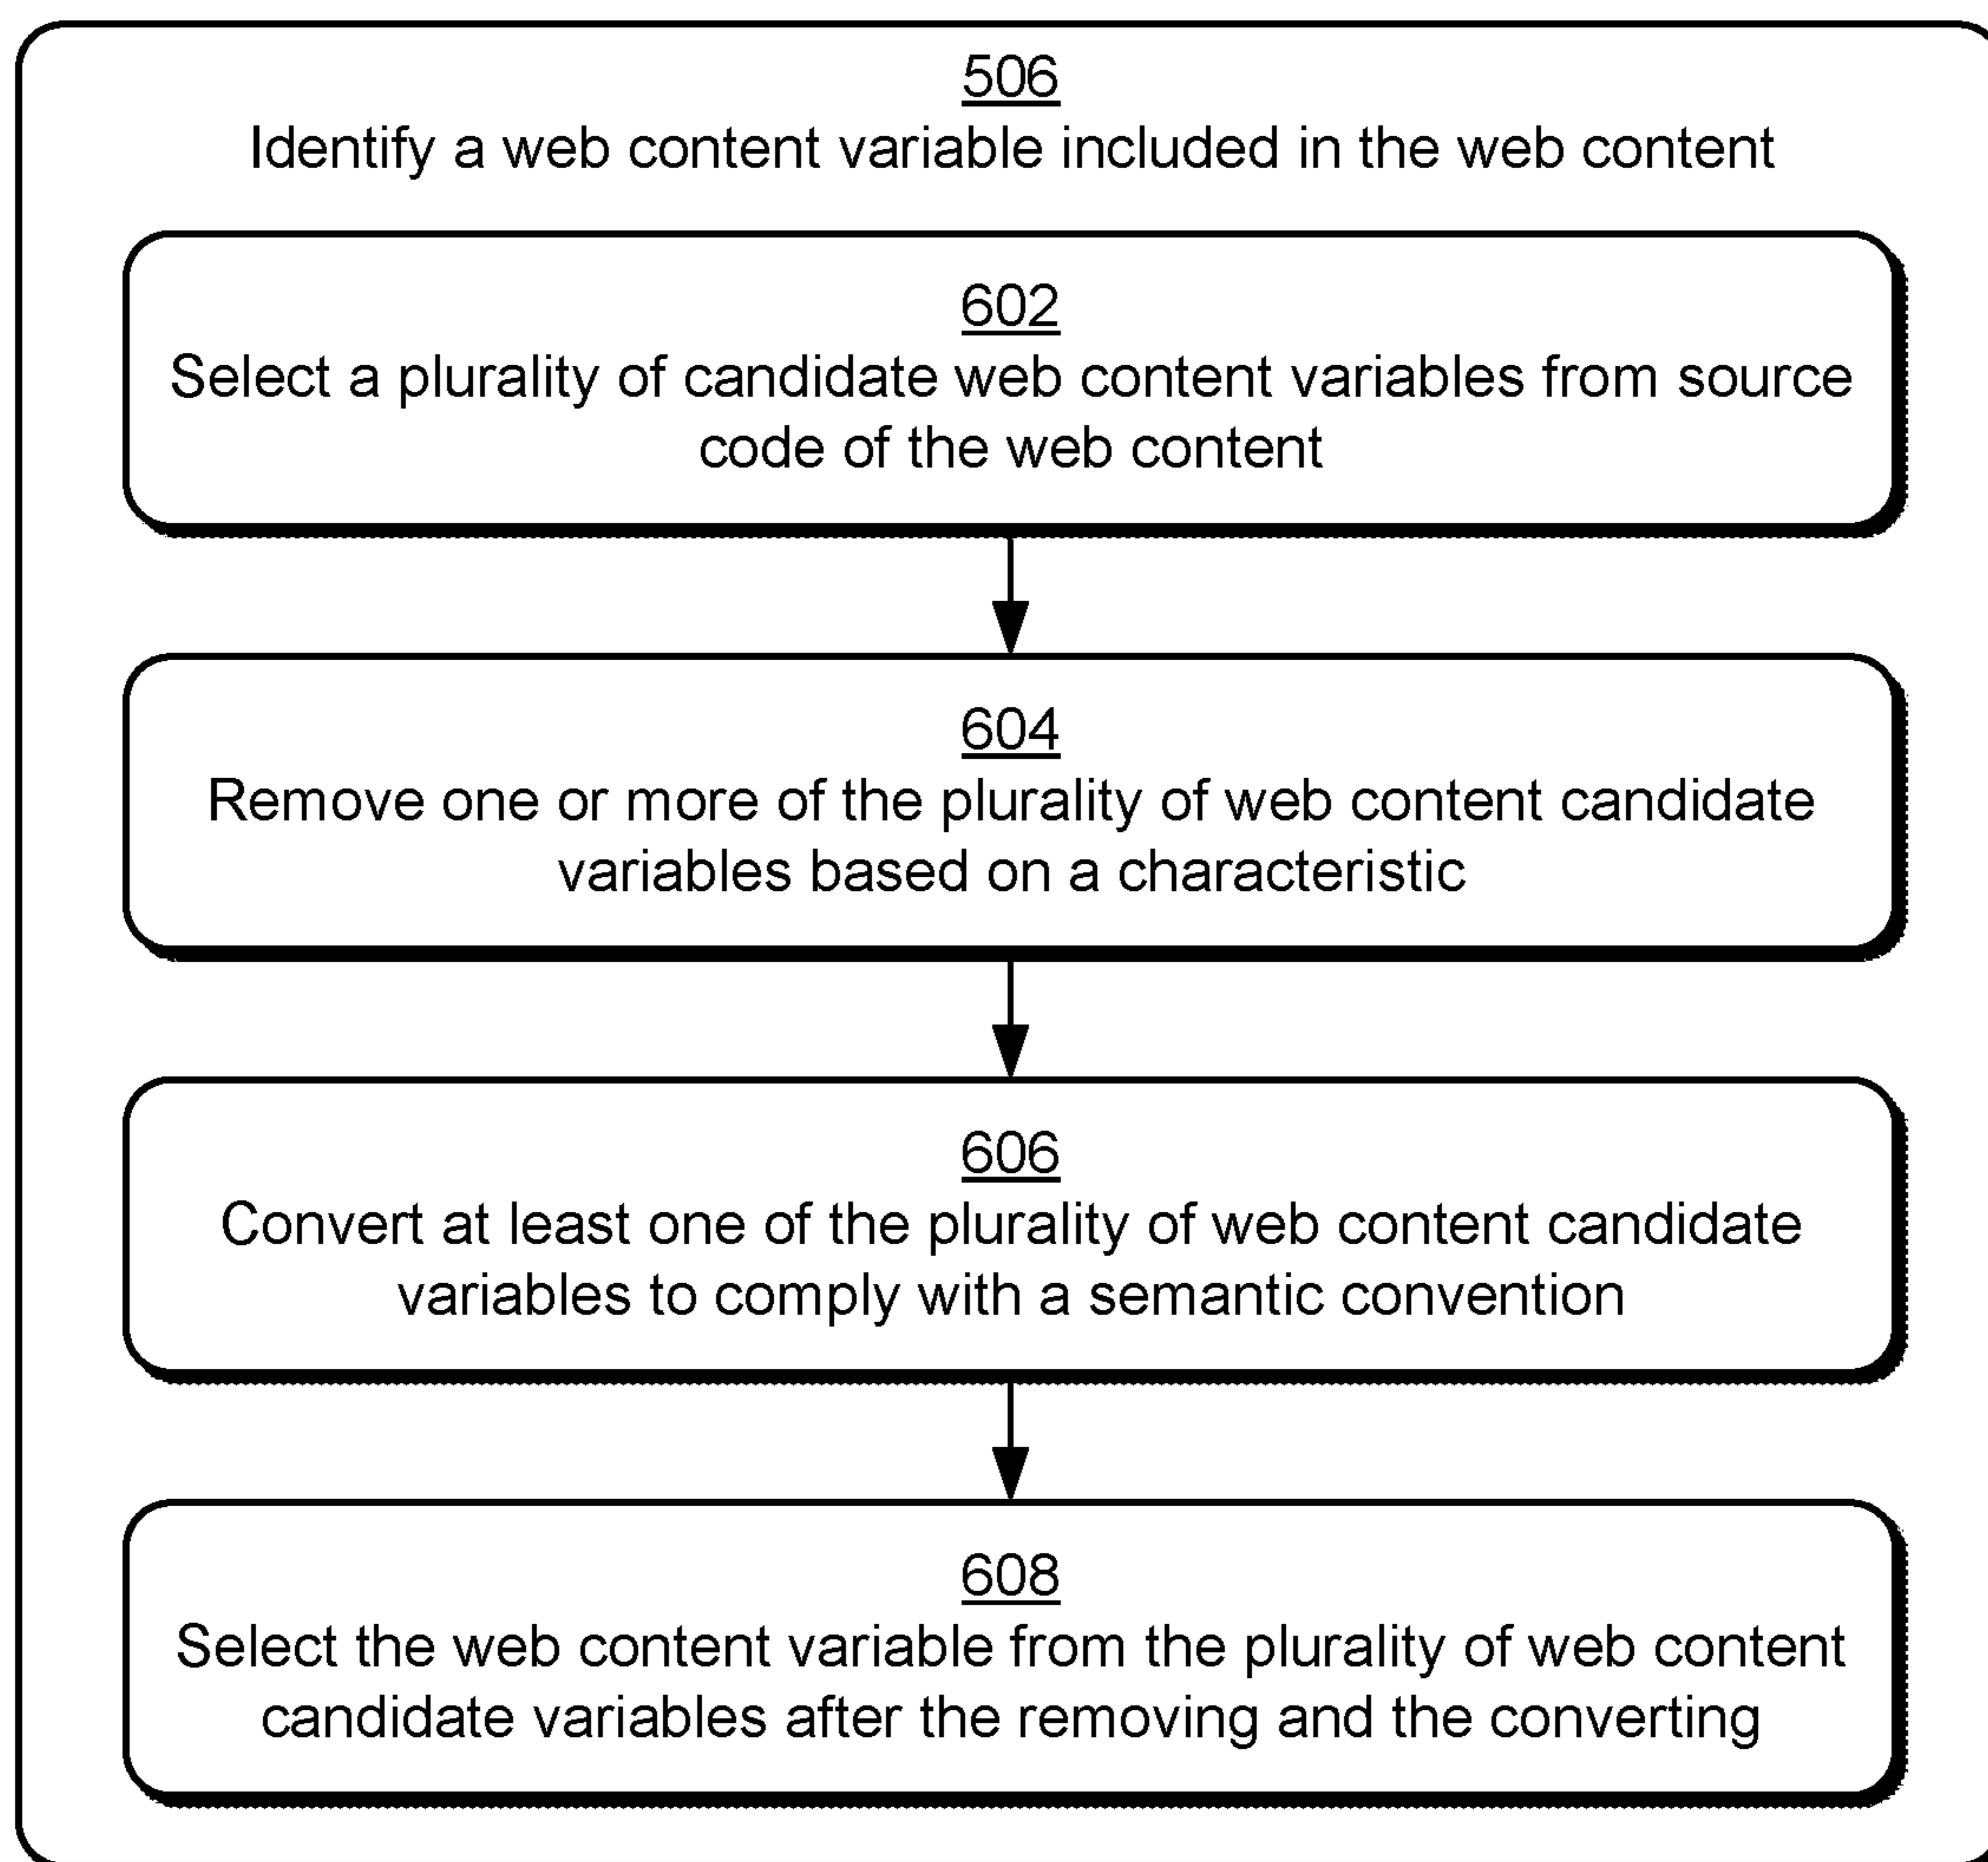 506
Identify a web content variable included in the web content
602
Select a plurality of candidate web content variables from source
code of the web content
604
Remove one or more of the plurality of web content candidate
variables based on a characteristic
606
Convert at least one of the plurality of web content candidate
variables to comply with a semantic convention
608
Select the web content variable from the plurality of web content
candidate variables after the removing and the converting